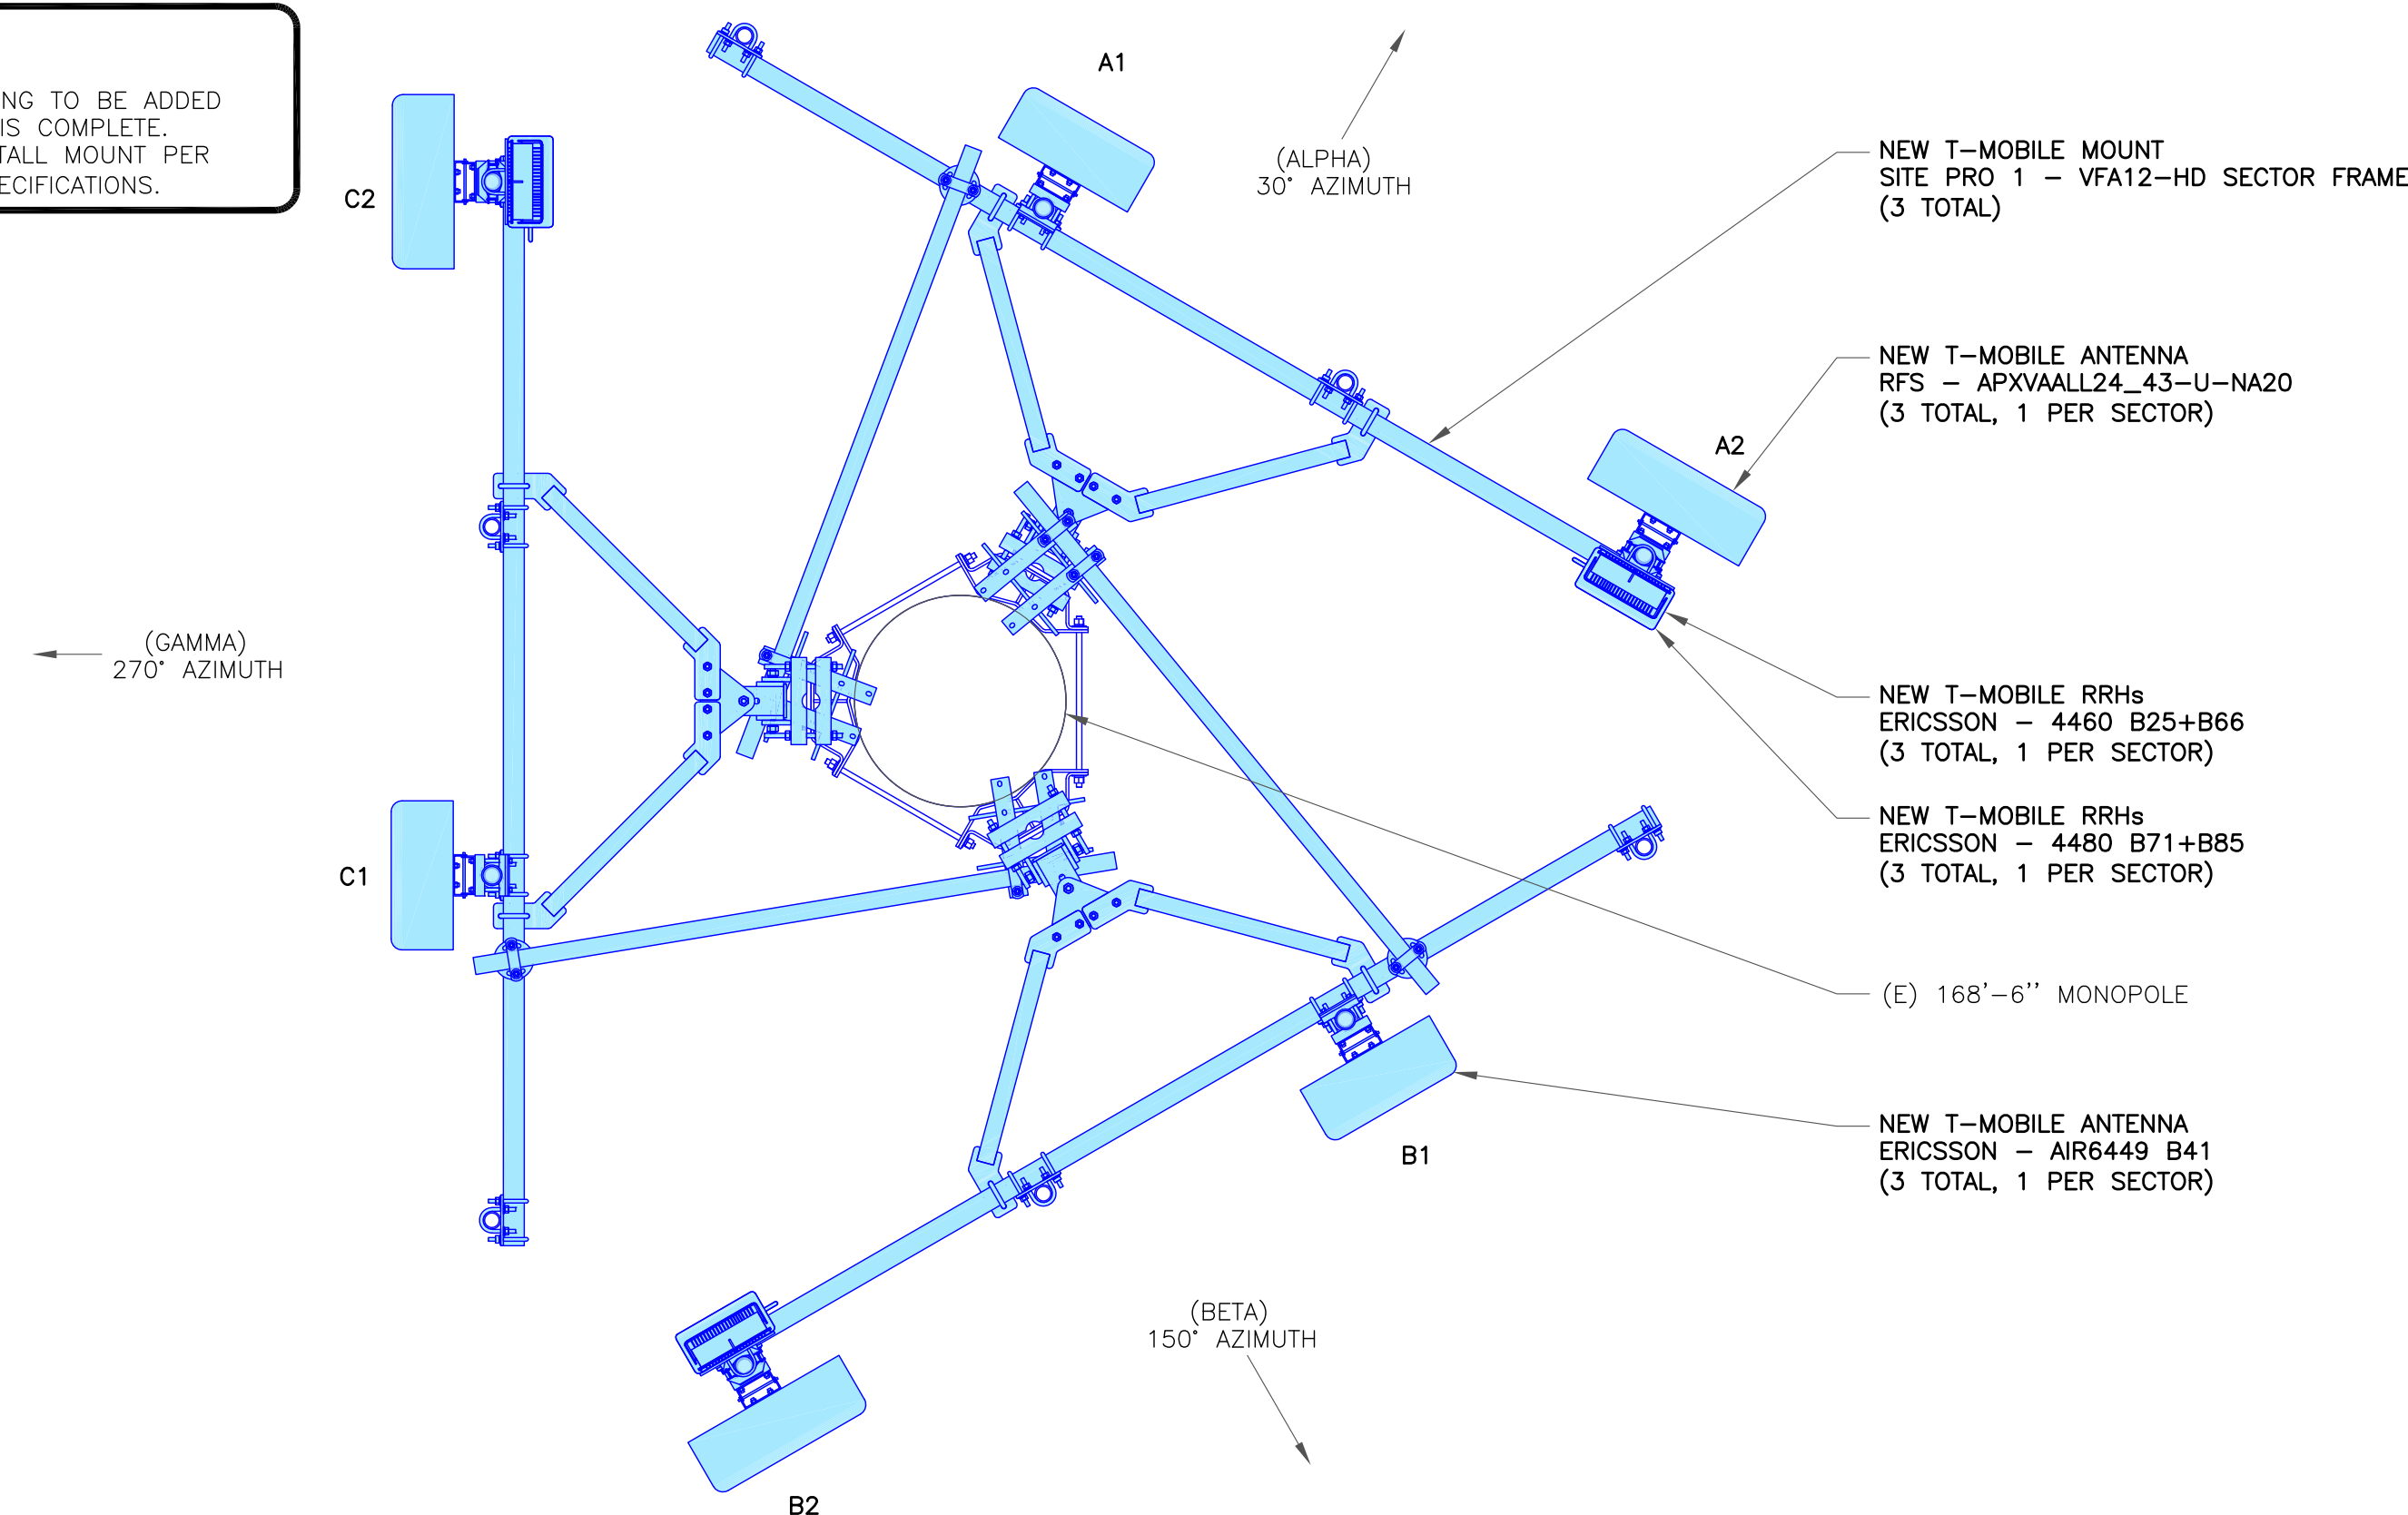 NG TO BE ADDED
IS COMPLETE.
TALL MOUNT PER
ECIFICATIONS.
A1
C2
(ALPHA)
30° AZIMUTH
NEW T-MOBILE MOUNT
SITE PRO 1 - VFA12-HD SECTOR FRAME
(3 TOTAL)
NEW T-MOBILE ANTENNA
RFS - APXVAALL24_43-U-NA20
(3 TOTAL, 1 PER SECTOR)
A2
(GAMMA)
270° AZIMUTH
NEW T-MOBILE RRHs
ERICSSON - 4460 B25+B66
(3 TOTAL, 1 PER SECTOR)
NEW T-MOBILE RRHs
ERICSSON - 4480 B71+B85
(3 TOTAL, 1 PER SECTOR)
C1
(E) 168'-6'' MONOPOLE
NEW T-MOBILE ANTENNA
ERICSSON - AIR6449 B41
(3 TOTAL, 1 PER SECTOR)
B1
(BETA)
150° AZIMUTH
B2